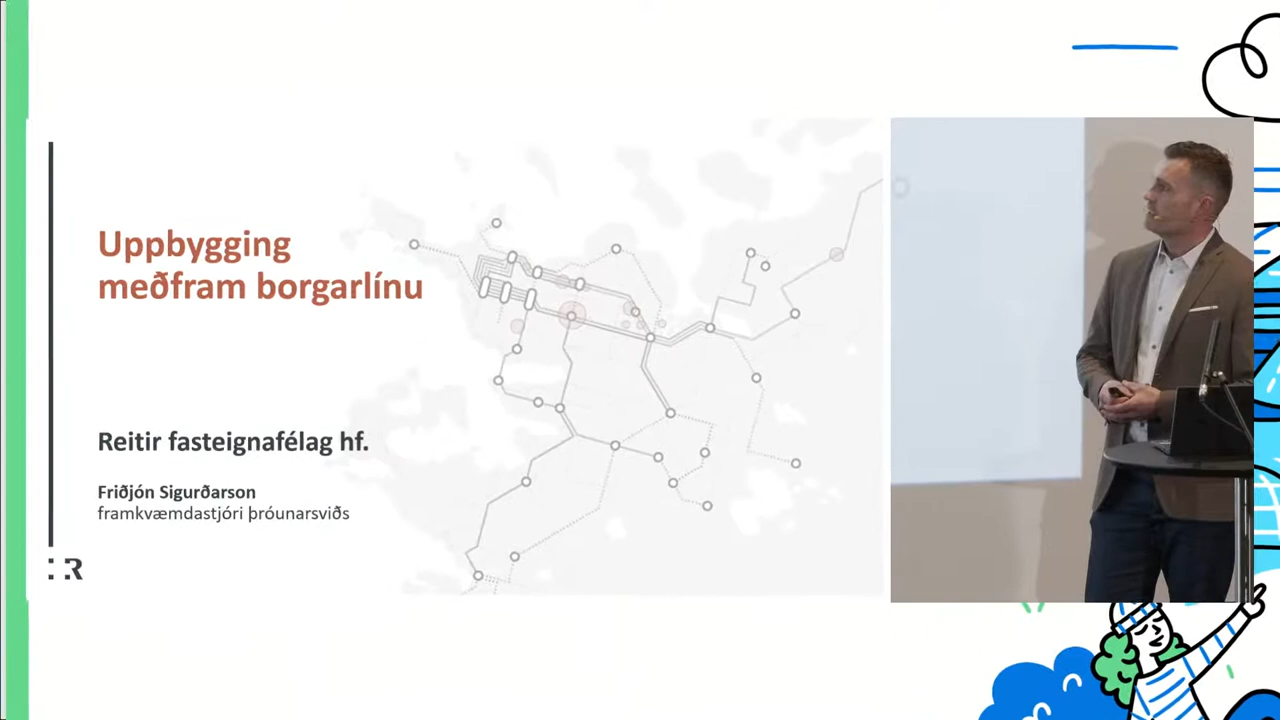 Uppbygging
meðfram borgarlínu
Reitir fasteignafélag hf.
Friðjón Sigurðarson
framkvæmdastjóri þróunarsviðs
R